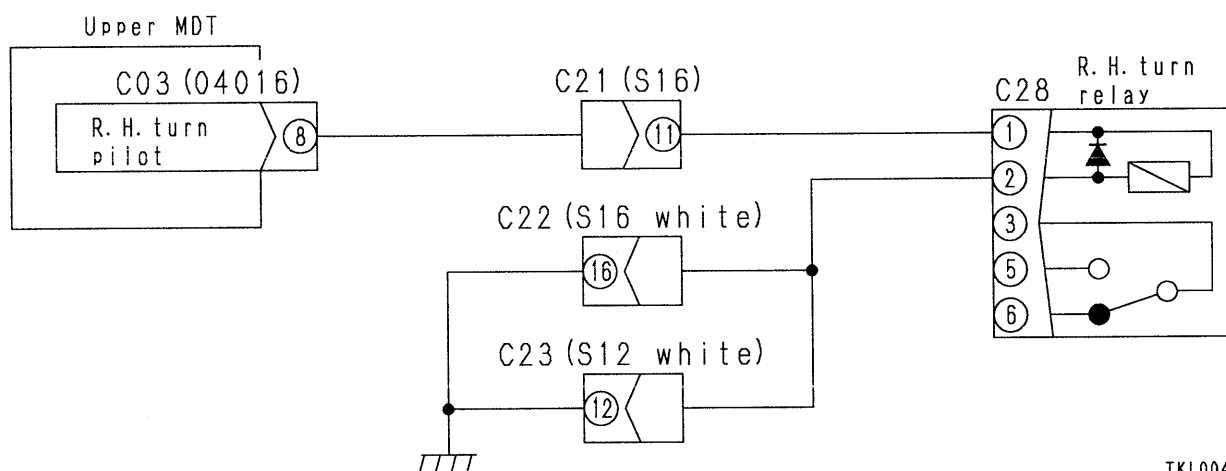 Upper MDT
C03 (04016)
R. H. turn
pilot
8
C21 (S16)
11
R. H. turn
relay
C28
1
2
3
5
6
C22 (S16 white)
16
C23 (S12 white)
12